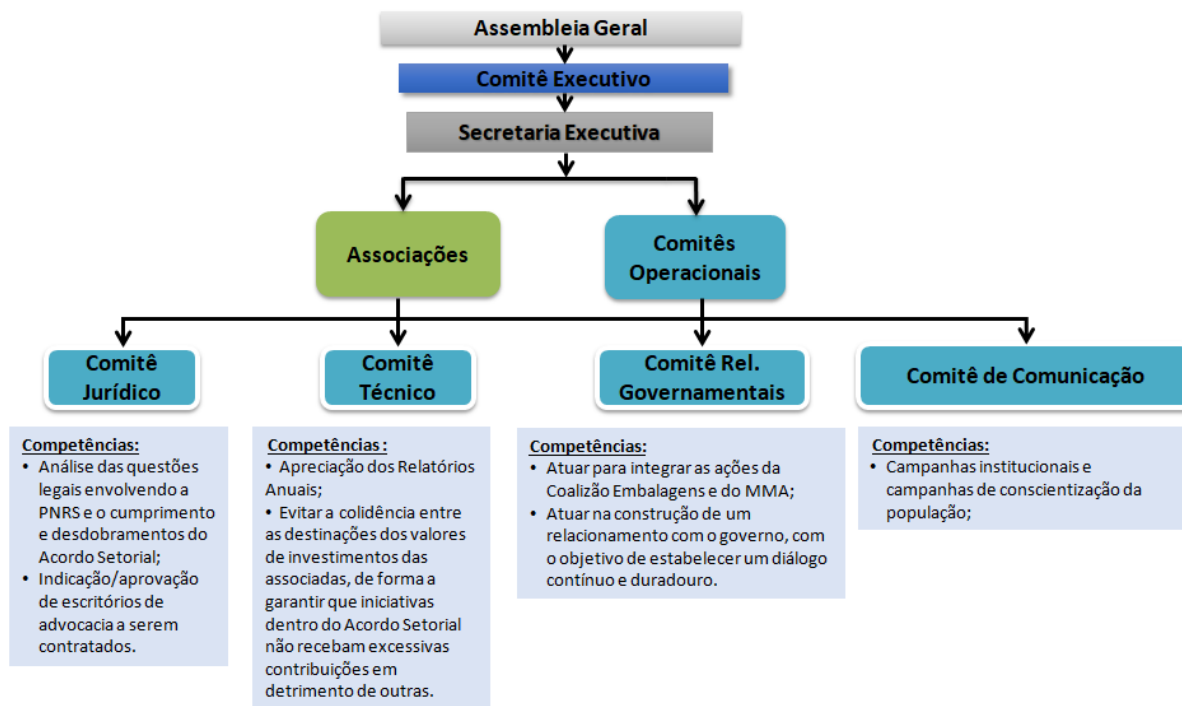 Assembleia Geral
Comitê Executivo
Secretaria Executiva
Associações
Comitês
Operacionais
Comitê
Jurídico
Comitê
Técnico
Comitê Rel.
Governamentais
Comitê de Comunicação
Competências:
• Análise das questões
legais envolvendo a
PNRS e o cumprimento
e desdobramentos do
Acordo Setorial;
• Indicação/aprovação
de escritórios de
advocacia a serem
contratados.
Competências :
• Apreciação dos Relatórios
Anuais;
• Evitar a colidência entre
as destinações dos valores
de investimentos das
associadas, de forma a
garantir que iniciativas
dentro do Acordo Setorial
não recebam excessivas
contribuições em
detrimento de outras.
Competências:
• Atuar para integrar as ações da
Coalizão Embalagens e do MMA;
• Atuar na construção de um
relacionamento com o governo, com
o objetivo de estabelecer um diálogo
contínuo e duradouro.
Competências:
• Campanhas institucionais e
campanhas de conscientização da
população;